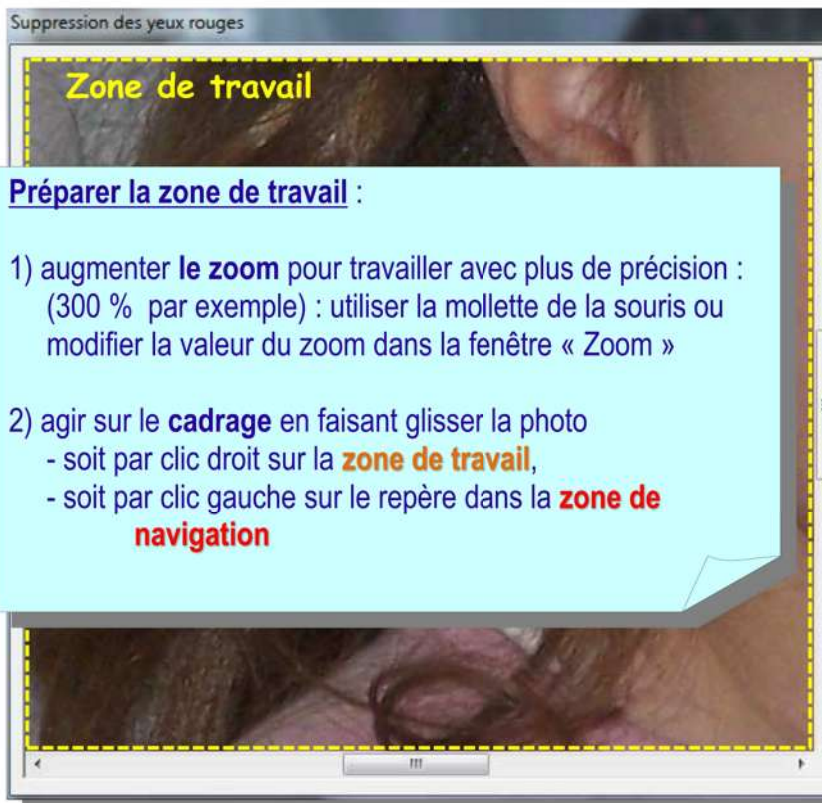 Suppression des yeux rouges
Zone de travail
Préparer la zone de travail :
1) augmenter le zoom pour travailler avec plus de précision :
(300 % par exemple) : utiliser la mollette de la souris ou
modifier la valeur du zoom dans la fenêtre « Zoom »
2) agir sur le cadrage en faisant glisser la photo
- soit par clic droit sur la zone de travail,
- soit par clic gauche sur le repère dans la zone de
navigation